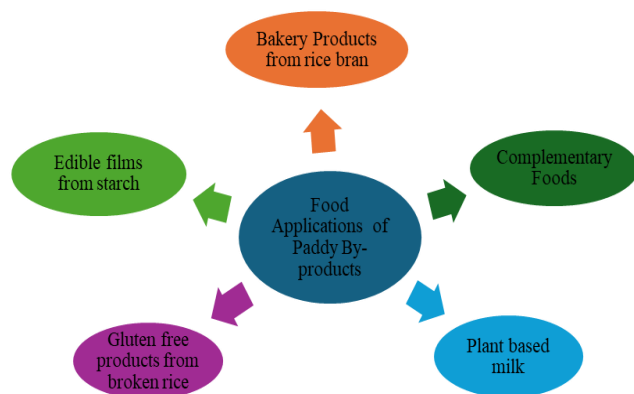 Bakery Products
from rice bran
Edible films
from starch
Complementary
Foods
Food
Applications of
Paddy By-
products
Gluten free
products from
broken rice
Plant based
milk